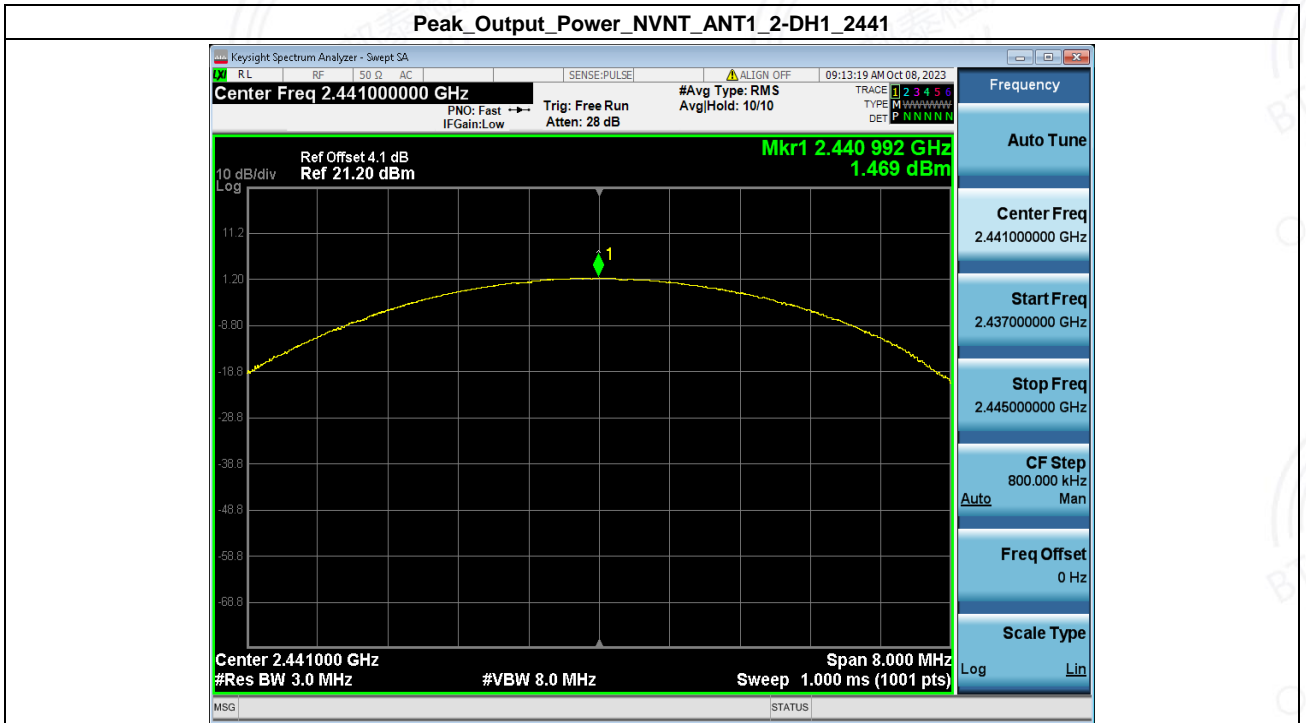 Peak_Output_Power_NVNT_ANT1_2-DH1_2441
Keysight Spectrum Analyzer - Swept SA
LXI RL RF 50 Ω AC SENSE:PULSE ALIGN OFF 09:13:19 AM Oct 08, 2023
Center Freq 2.441000000 GHz
PNO: Fast
IFGain:Low
Trig: Free Run
Atten: 28 dB
#Avg Type: RMS
Avg|Hold: 10/10
TRACE 1 2 3 4 5 6
TYPE M WWWWW
DET P N N N N N
Mkr1 2.440 992 GHz
1.469 dBm
Ref Offset 4.1 dB
10 dB/div Ref 21.20 dBm
Log
11.2
1.20
-8.80
-18.8
-28.8
-38.8
-48.8
-58.8
-68.8
1
Center 2.441000 GHz Span 8.000 MHz
#Res BW 3.0 MHz #VBW 8.0 MHz Sweep 1.000 ms (1001 pts)
MSG STATUS
Frequency
Auto Tune
Center Freq
2.441000000 GHz
Start Freq
2.437000000 GHz
Stop Freq
2.445000000 GHz
CF Step
800.000 kHz
Auto Man
Freq Offset
0 Hz
Scale Type
Log Lin